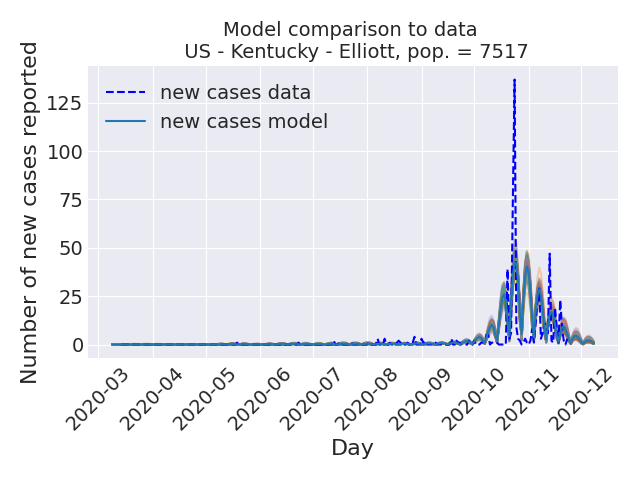 Model comparison to data
US - Kentucky - Elliott, pop. = 7517
Number of new cases reported
new cases data
new cases model
125
100
75
50
25
0
2020-03
2020-04
2020-05
2020-06
2020-07
2020-08
2020-09
2020-10
2020-11
2020-12
Day